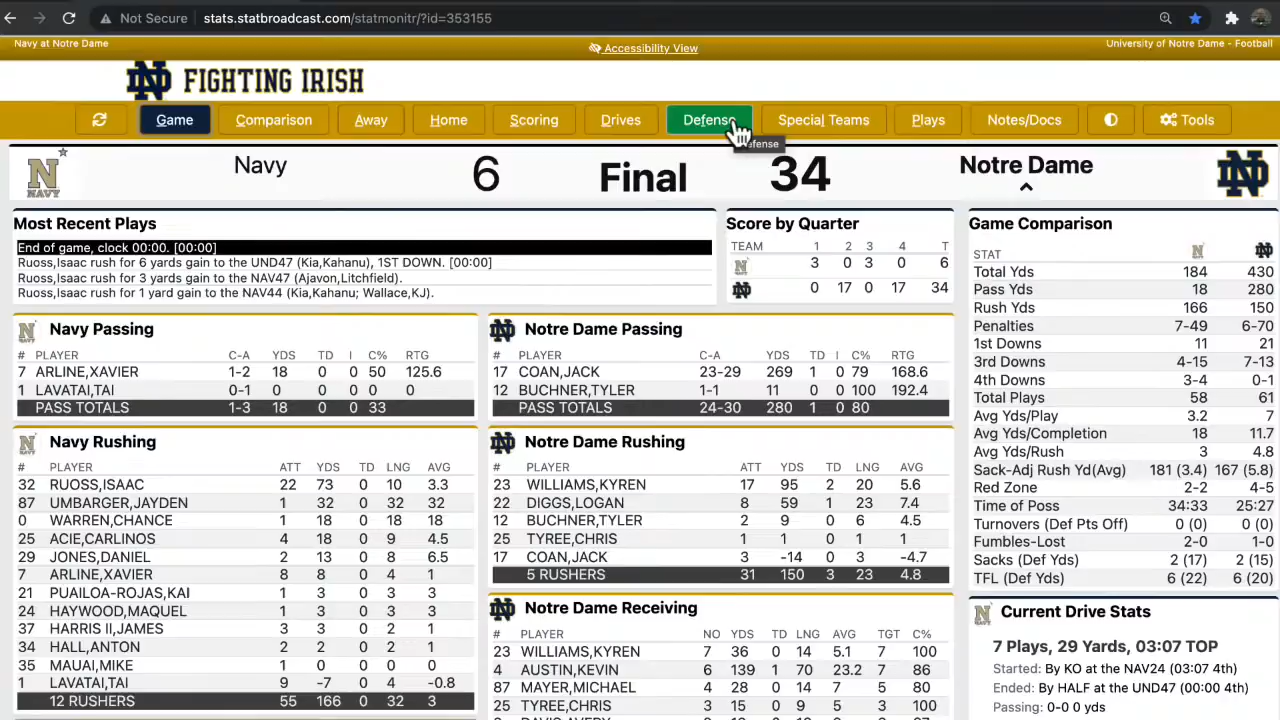 Not Secure stats.statbroadcast.com/statmonitr/?id=353155
Navy at Notre Dame
Accessibility View
University of Notre Dame - Football
ND FIGHTING IRISH
Game Comparison Away Home Scoring Drives Defense Special Teams Plays Notes/Docs Tools
N NAVY Navy 6 Final 34 Notre Dame ND
Most Recent Plays
End of game, clock 00:00. [00:00]
Ruoss,Isaac rush for 6 yards gain to the UND47 (Kia,Kahanu), 1ST DOWN. [00:00]
Ruoss,Isaac rush for 3 yards gain to the NAV47 (Ajavon,Litchfield).
Ruoss,Isaac rush for 1 yard gain to the NAV44 (Kia,Kahanu; Wallace,KJ).
Score by Quarter
TEAM 1 2 3 4 T
3 0 3 0 6
0 17 0 17 34
Game Comparison
STAT
Total Yds 184 430
Pass Yds 18 280
Rush Yds 166 150
Penalties 7-49 6-70
1st Downs 11 21
3rd Downs 4-15 7-13
4th Downs 3-4 0-1
Total Plays 58 61
Avg Yds/Play 3.2 7
Avg Yds/Completion 18 11.7
Avg Yds/Rush 3 4.8
Sack-Adj Rush Yd(Avg) 181 (3.4) 167 (5.8)
Red Zone 2-2 4-5
Time of Poss 34:33 25:27
Turnovers (Def Pts Off) 0 (0) 0 (0)
Fumbles-Lost 2-0 1-0
Sacks (Def Yds) 2 (17) 2 (15)
TFL (Def Yds) 6 (22) 6 (20)
Navy Passing
# PLAYER C-A YDS TD I C% RTG
7 ARLINE,XAVIER 1-2 18 0 0 50 125.6
1 LAVATAI,TAI 0-1 0 0 0 0 0
PASS TOTALS 1-3 18 0 0 33
Notre Dame Passing
# PLAYER C-A YDS TD I C% RTG
17 COAN,JACK 23-29 269 1 0 79 168.6
12 BUCHNER,TYLER 1-1 11 0 0 100 192.4
PASS TOTALS 24-30 280 1 0 80
Navy Rushing
# PLAYER ATT YDS TD LNG AVG
32 RUOSS,ISAAC 22 73 0 10 3.3
87 UMBARGER,JAYDEN 1 32 0 32 32
0 WARREN,CHANCE 1 18 0 18 18
25 ACIE,CARLINOS 4 18 0 9 4.5
29 JONES,DANIEL 2 13 0 8 6.5
7 ARLINE,XAVIER 8 8 0 4 1
21 PUAILOA-ROJAS,KAI 1 3 0 3 3
24 HAYWOOD,MAQUEL 1 3 0 3 3
37 HARRIS II,JAMES 3 3 0 2 1
34 HALL,ANTON 2 2 0 2 1
35 MAUAI,MIKE 1 0 0 0 0
1 LAVATAI,TAI 9 -7 0 4 -0.8
12 RUSHERS 55 166 0 32 3
Notre Dame Rushing
# PLAYER ATT YDS TD LNG AVG
23 WILLIAMS,KYREN 17 95 2 20 5.6
22 DIGGS,LOGAN 8 59 1 23 7.4
12 BUCHNER,TYLER 2 9 0 6 4.5
25 TYREE,CHRIS 1 1 0 1 1
17 COAN,JACK 3 -14 0 3 -4.7
5 RUSHERS 31 150 3 23 4.8
Notre Dame Receiving
# PLAYER NO YDS TD LNG AVG TGT C%
23 WILLIAMS,KYREN 7 36 0 14 5.1 7 100
4 AUSTIN,KEVIN 6 139 1 70 23.2 7 86
87 MAYER,MICHAEL 4 28 0 14 7 5 80
25 TYREE,CHRIS 3 15 0 9 5 4 100
Current Drive Stats
7 Plays, 29 Yards, 03:07 TOP
Started: By KO at the NAV24 (03:07 4th)
Ended: By HALF at the UND47 (00:00 4th)
Passing: 0-0 0 yds